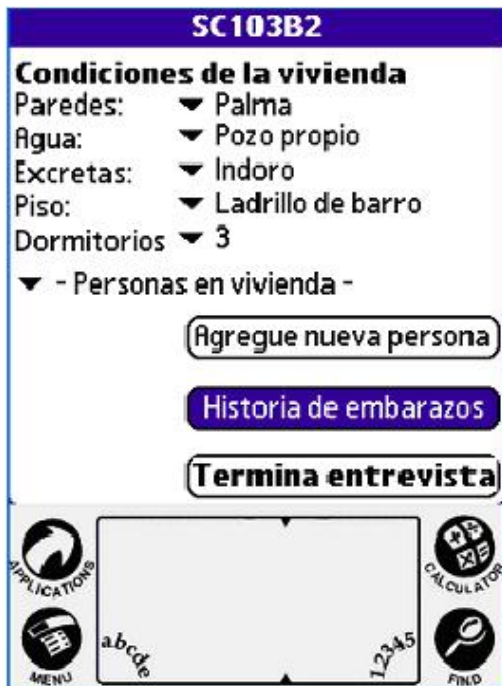 SC103B2
Condiciones de la vivienda
Paredes: Palma
Agua: Pozo propio
Excretas: Indoro
Piso: Ladrillo de barro
Dormitorios 3
- Personas en vivienda -
Agregue nueva persona
Historia de embarazos
Termina entrevista
APPLICATIONS
CALCULATOR
abcde
12345
MENU
FIND